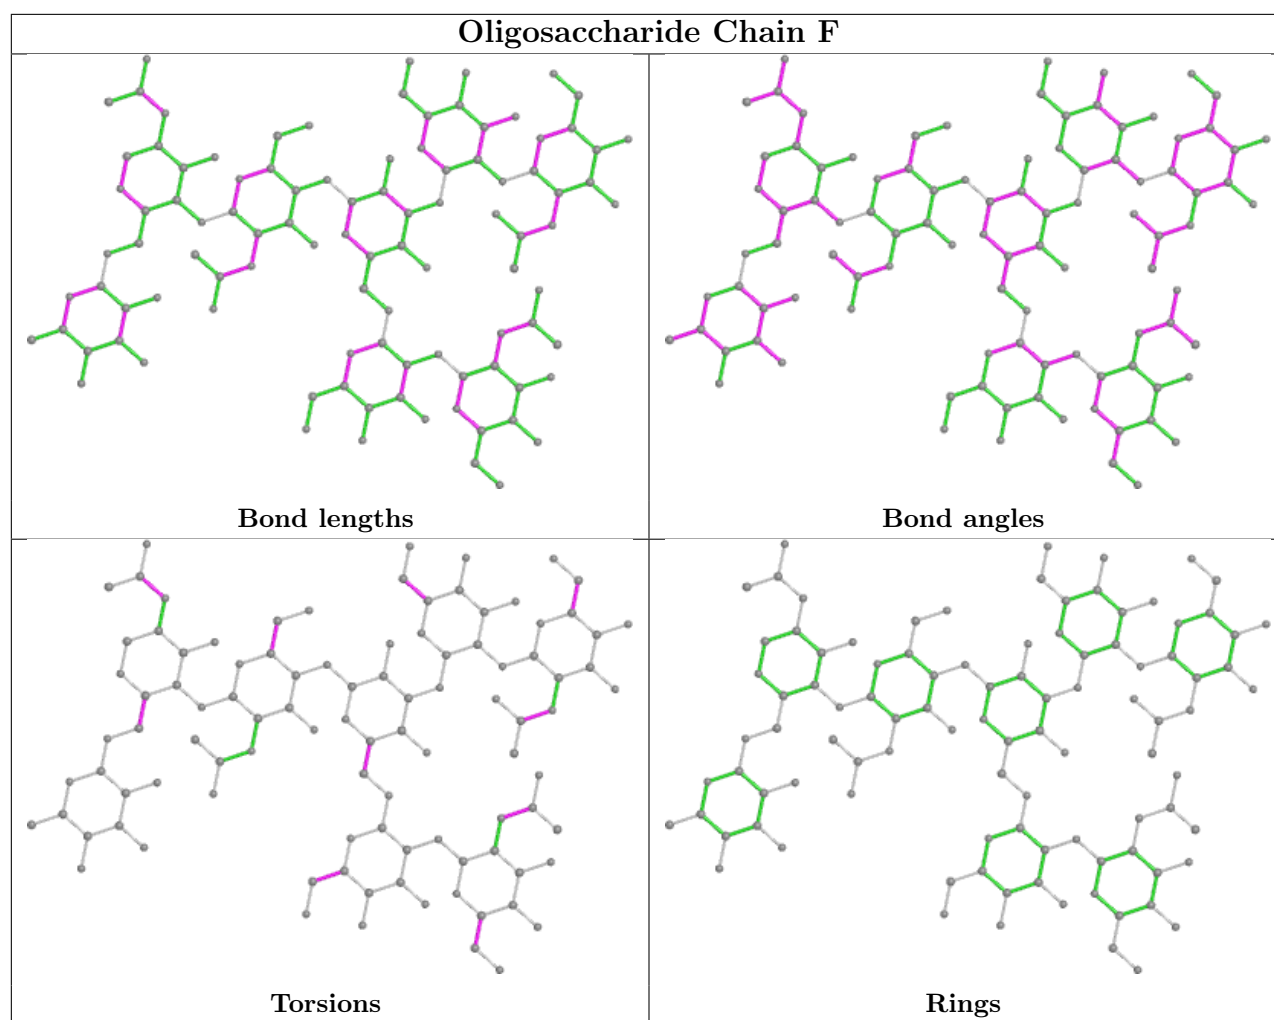 Oligosaccharide Chain F
Bond lengths
Bond angles
Torsions
Rings